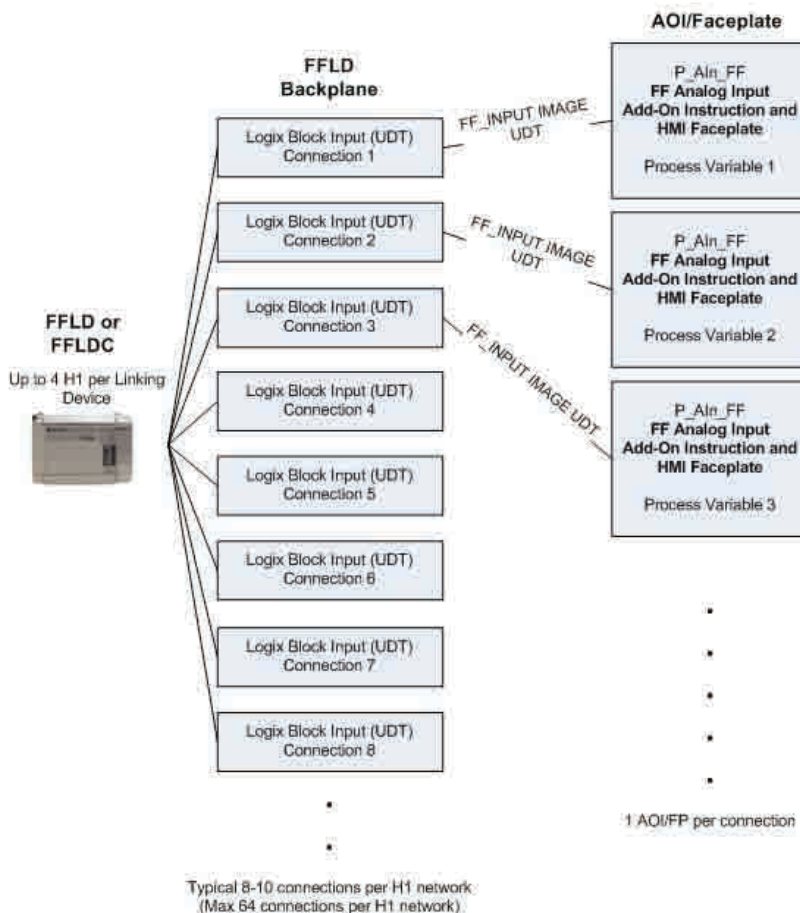 AOI/Faceplate
FFLD
Backplane
FFLD or
FFLDC
Up to 4 H1 per Linking
Device
Logix Block Input (UDT)
Connection 1
Logix Block Input (UDT)
Connection 2
Logix Block Input (UDT)
Connection 3
Logix Block Input (UDT)
Connection 4
Logix Block Input (UDT)
Connection 5
Logix Block Input (UDT)
Connection 6
Logix Block Input (UDT)
Connection 7
Logix Block Input (UDT)
Connection 8
Typical 8-10 connections per H1 network
(Max 64 connections per H1 network)
FF_INPUT IMAGE
UDT
FF_INPUT IMAGE
UDT
FF_INPUT IMAGE UDT
P_AIn_FF
FF Analog Input
Add-On Instruction and
HMI Faceplate
Process Variable 1
P_AIn_FF
FF Analog Input
Add-On Instruction and
HMI Faceplate
Process Variable 2
P_AIn_FF
FF Analog Input
Add-On Instruction and
HMI Faceplate
Process Variable 3
1 AOI/FP per connection